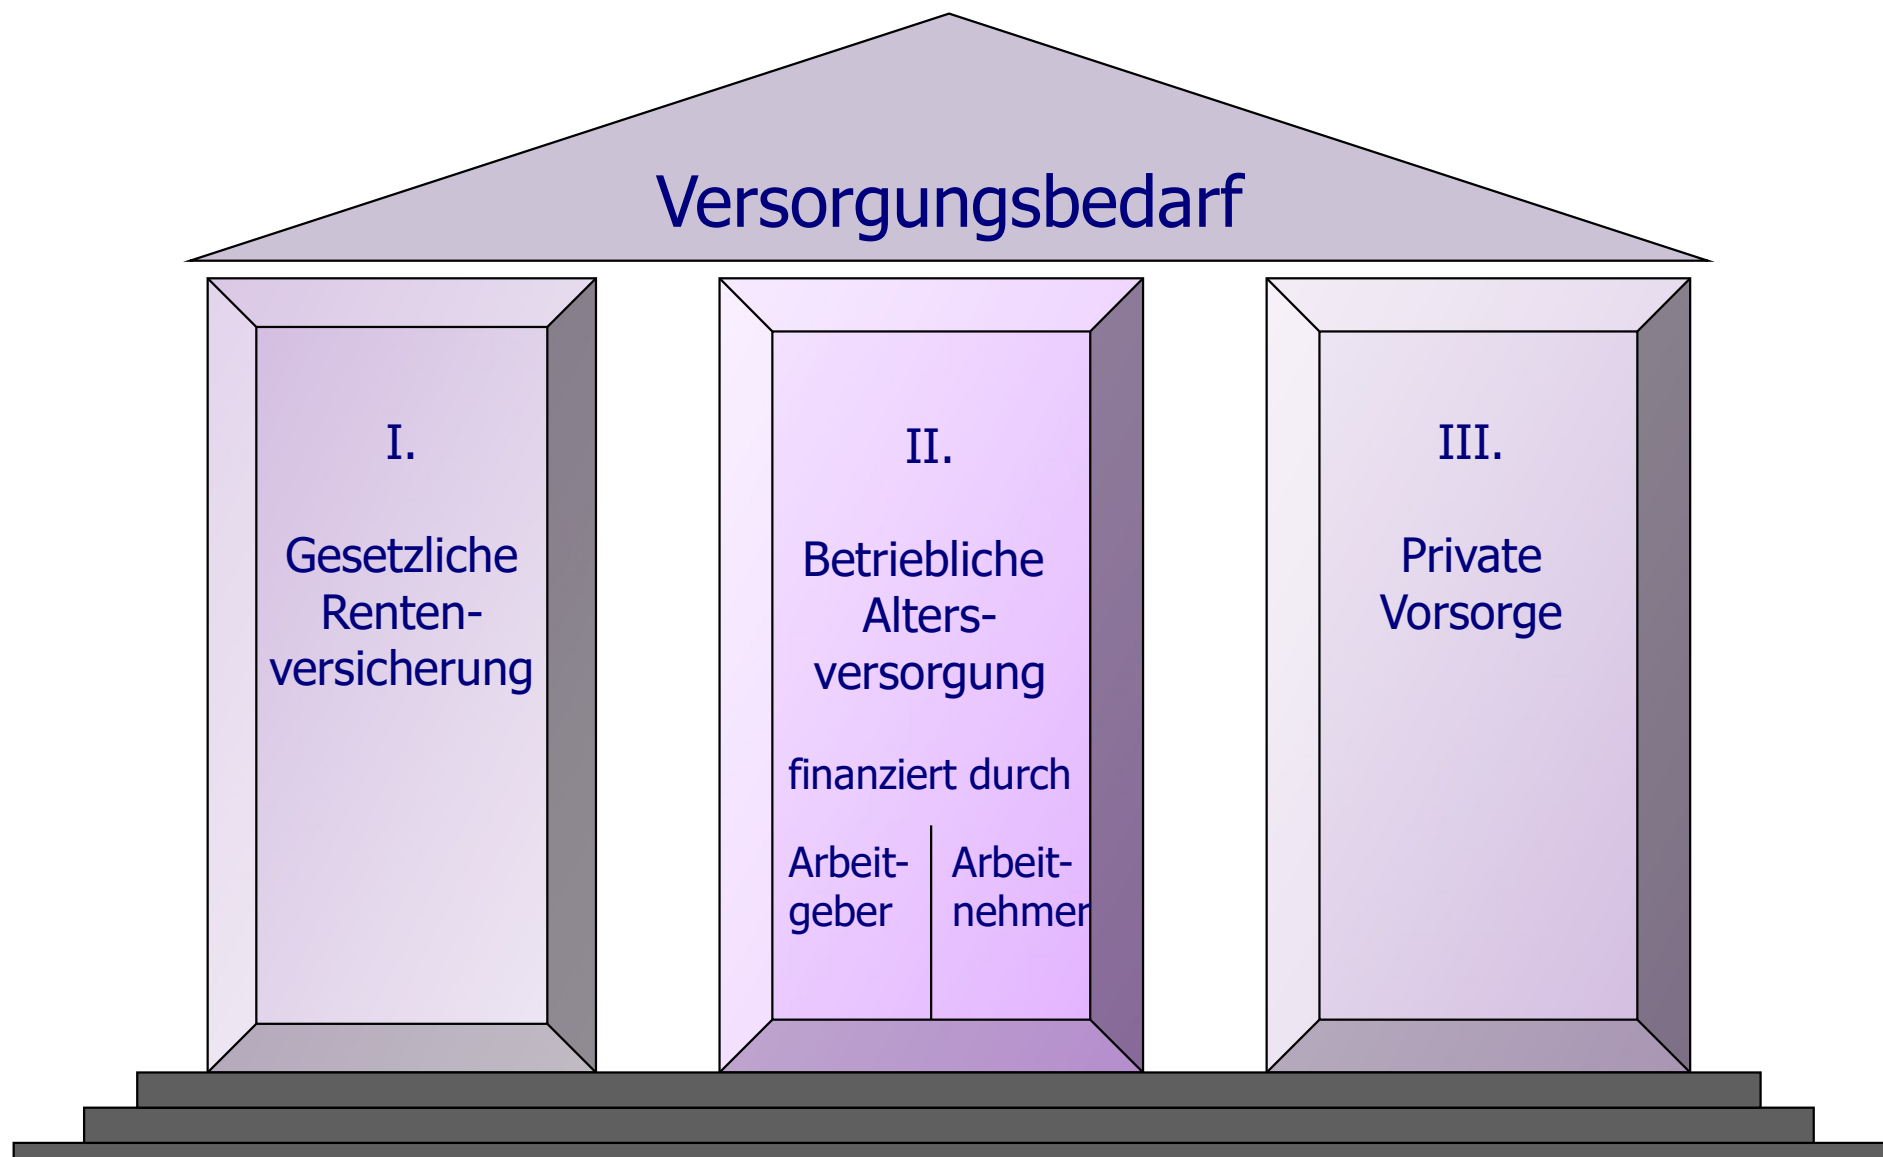 Versorgungsbedarf
I.
Gesetzliche
Renten-
versicherung
II.
Betriebliche
Alters-
versorgung
finanziert durch
Arbeit-
geber
Arbeit-
nehmer
III.
Private
Vorsorge